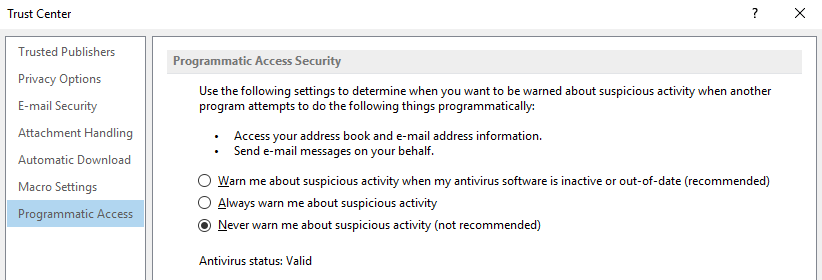 Trust Center
?
Trusted Publishers
Privacy Options
E-mail Security
Attachment Handling
Automatic Download
Macro Settings
Programmatic Access
Programmatic Access Security
Use the following settings to determine when you want to be warned about suspicious activity when another
program attempts to do the following things programmatically:
• Access your address book and e-mail address information.
• Send e-mail messages on your behalf.
Warn me about suspicious activity when my antivirus software is inactive or out-of-date (recommended)
Always warn me about suspicious activity
Never warn me about suspicious activity (not recommended)
Antivirus status: Valid